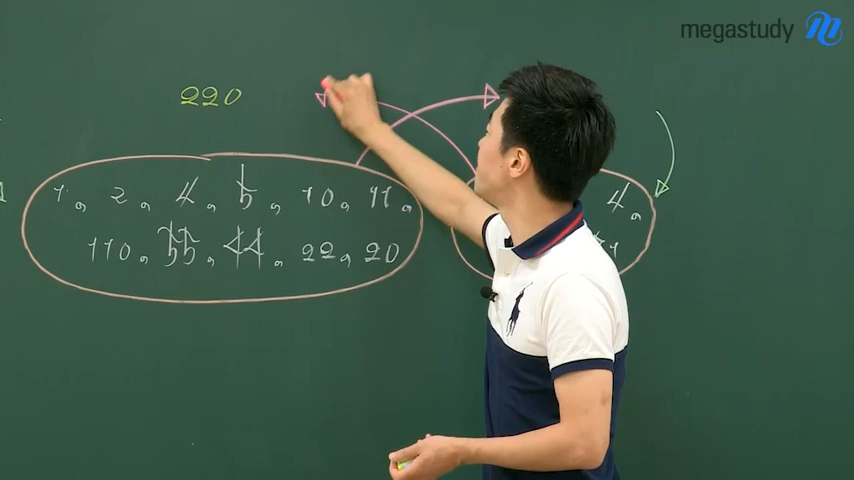 megastudy
220
1, 2, 4, 5, 10, 11,
110, 55, 44, 22, 20
4,